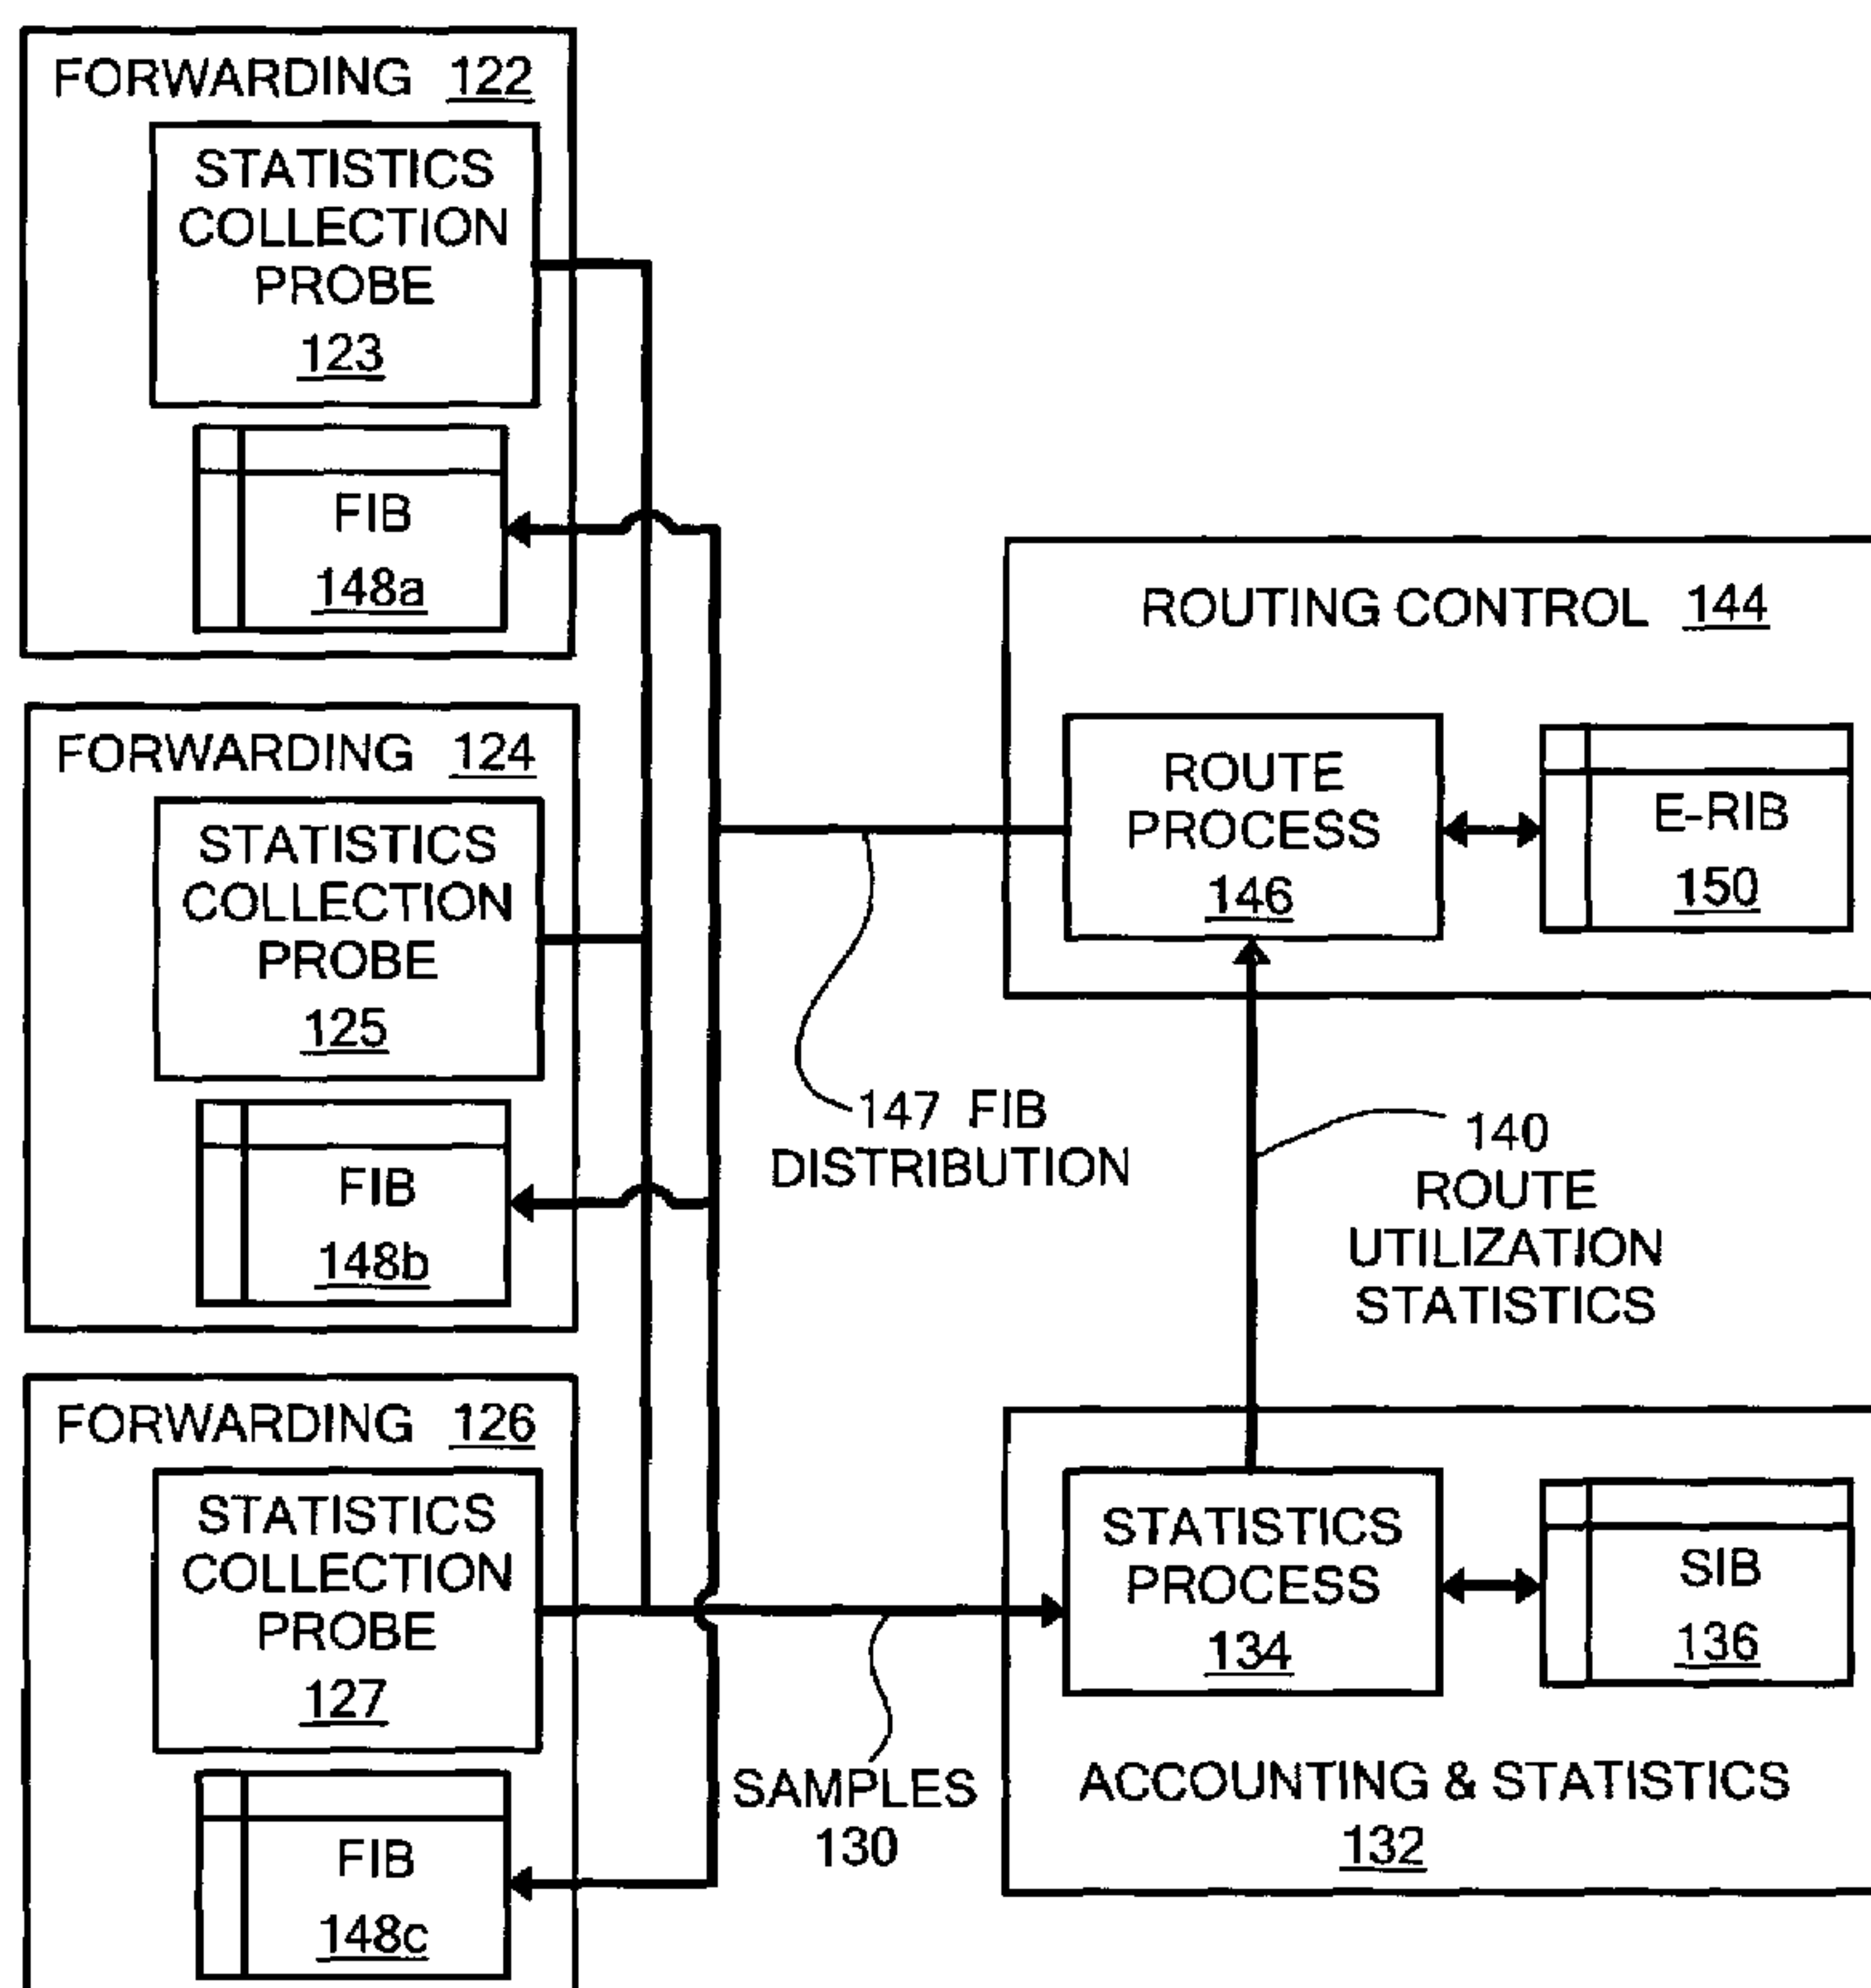 FORWARDING 122
STATISTICS
COLLECTION
PROBE
123
FIB
148a
FORWARDING 124
STATISTICS
COLLECTION
PROBE
125
FIB
148b
FORWARDING 126
STATISTICS
COLLECTION
PROBE
127
FIB
148c
ROUTING CONTROL 144
ROUTE
PROCESS
146
E-RIB
150
147 FIB
DISTRIBUTION
140
ROUTE
UTILIZATION
STATISTICS
STATISTICS
PROCESS
134
SIB
136
SAMPLES
130
ACCOUNTING & STATISTICS
132